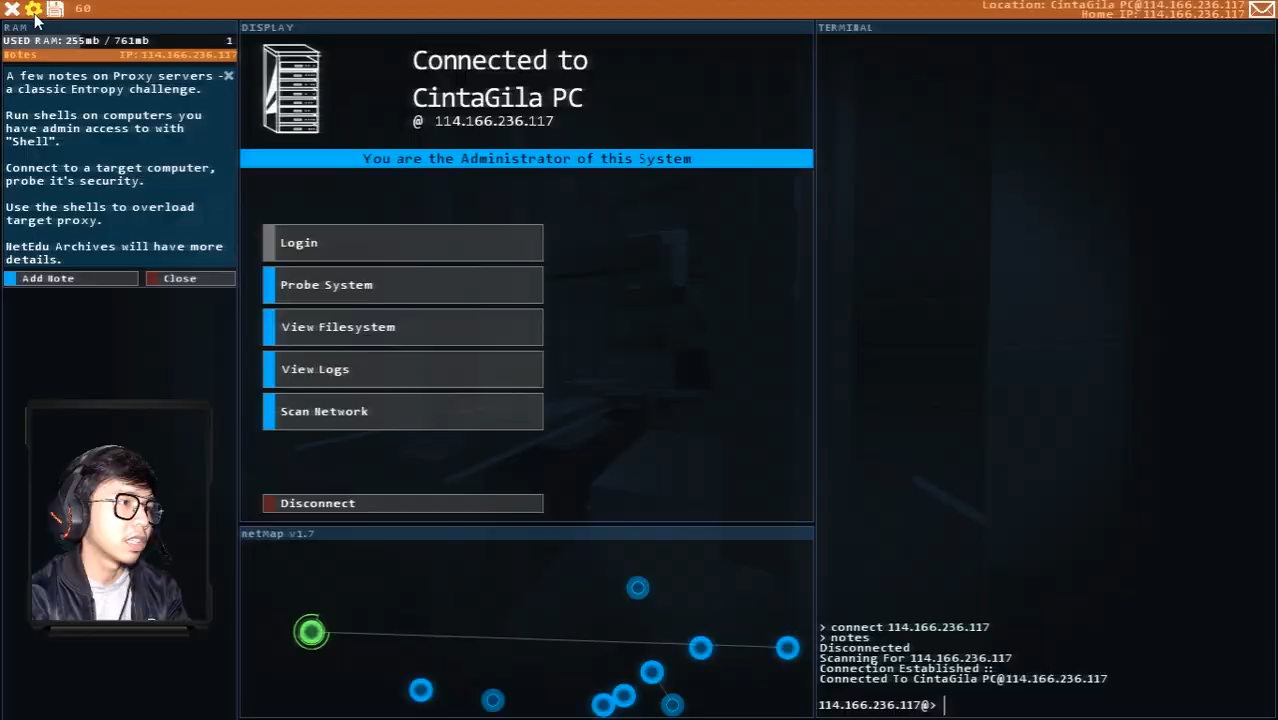 60
Location: CintaGila PC@114.166.236.117
Home IP: 114.166.236.117
RAM
USED RAM: 255mb / 761mb 1
Notes IP: 114.166.236.117
A few notes on Proxy servers -
a classic Entropy challenge.
Run shells on computers you
have admin access to with
"Shell".
Connect to a target computer,
probe it's security.
Use the shells to overload
target proxy.
NetEdu Archives will have more
details.
Add Note Close
DISPLAY
Connected to
CintaGila PC
@ 114.166.236.117
You are the Administrator of this System
Login
Probe System
View Filesystem
View Logs
Scan Network
Disconnect
netMap v1.7
TERMINAL
> connect 114.166.236.117
> notes
Disconnected
Scanning For 114.166.236.117
Connection Established ::
Connected To CintaGila PC@114.166.236.117
114.166.236.117@>